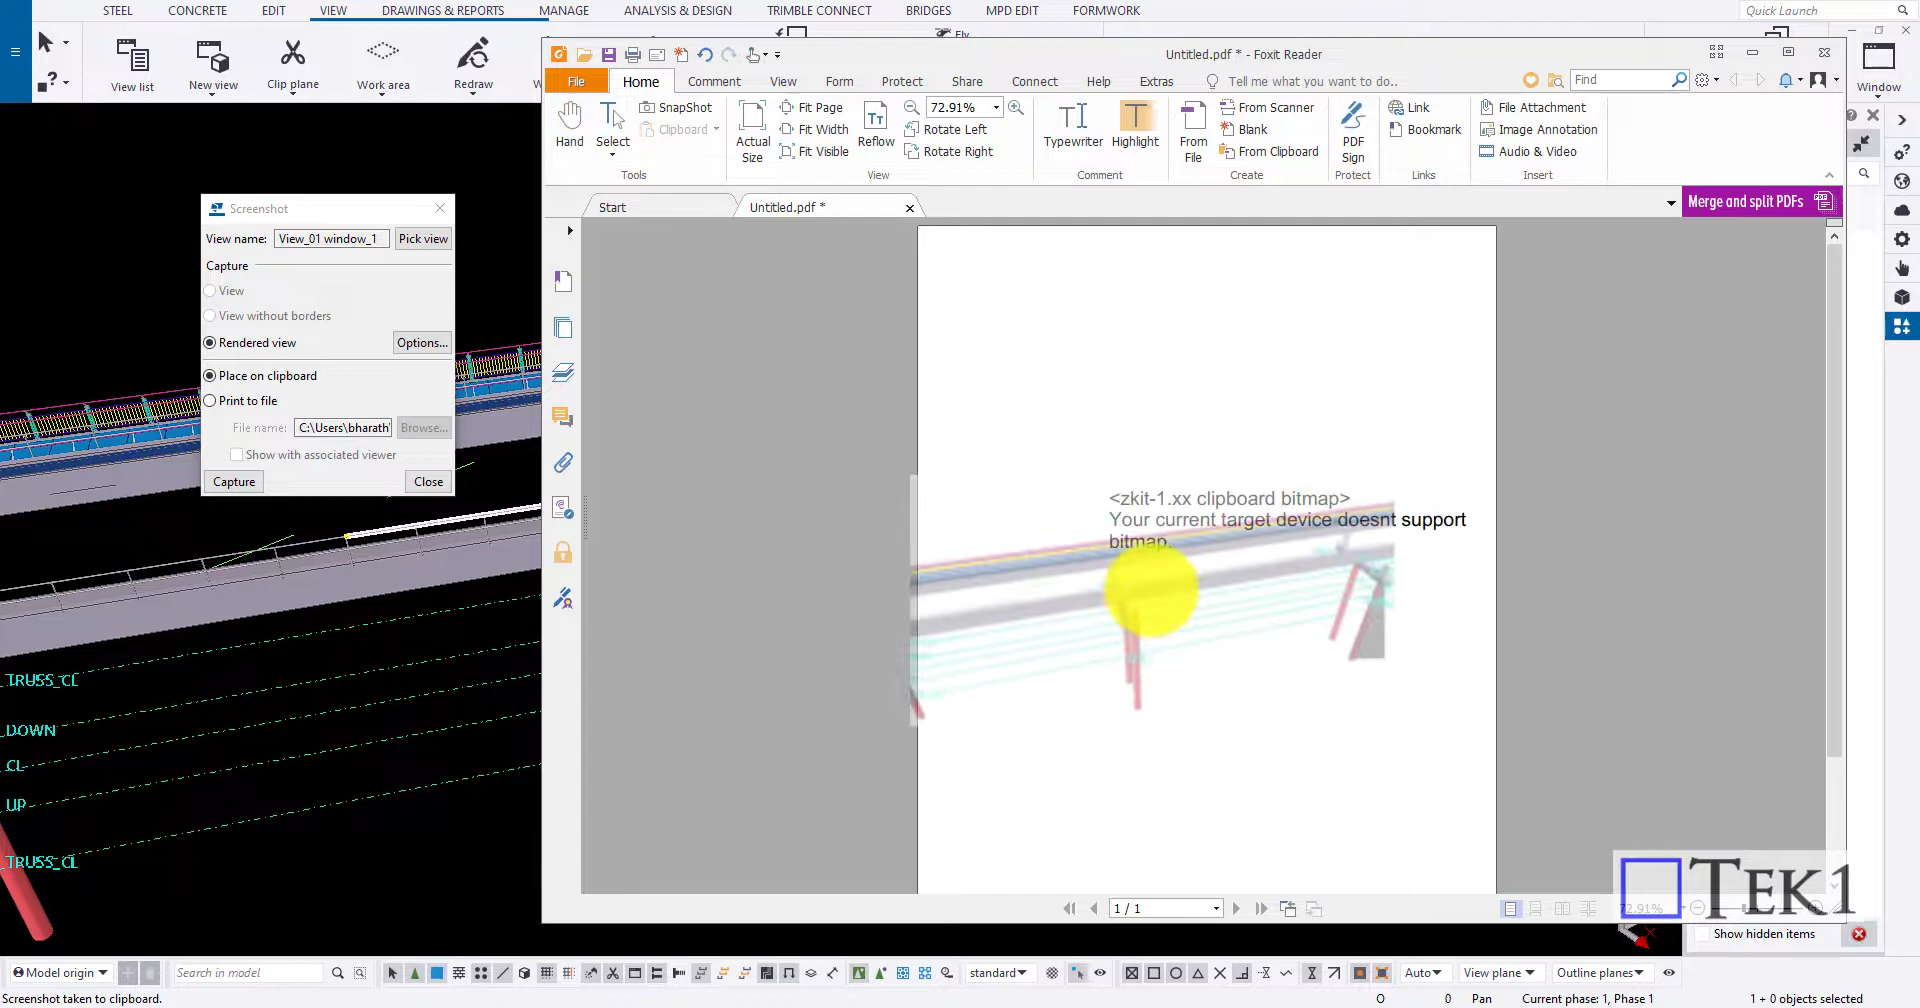 STEEL CONCRETE EDIT VIEW DRAWINGS & REPORTS MANAGE ANALYSIS & DESIGN TRIMBLE CONNECT BRIDGES MPD EDIT FORMWORK Quick Launch
View list New view Clip plane Work area Redraw Fly Window
Untitled.pdf * - Foxit Reader
File Home Comment View Form Protect Share Connect Help Extras Tell me what you want to do.. Find
Hand Select SnapShot Clipboard Tools
Actual Size Fit Page Fit Width Fit Visible Reflow 72.91% Rotate Left Rotate Right View
Typewriter Highlight Comment
From File From Scanner Blank From Clipboard Create
PDF Sign Protect
Link Bookmark Links
File Attachment Image Annotation Audio & Video Insert
Start Untitled.pdf * Merge and split PDFs
Screenshot
View name: View_01 window_1 Pick view
Capture
View
View without borders
Rendered view Options...
Place on clipboard
Print to file
File name: C:\Users\bharath Browse...
Show with associated viewer
Capture Close
<zkit-1.xx clipboard bitmap>
Your current target device doesnt support
bitmap.
TRUSS_CL
DOWN
CL
UP
TRUSS_CL
1 / 1 72.91%
TEK1
Show hidden items
Model origin Search in model standard Auto View plane Outline planes
Screenshot taken to clipboard. O 0 Pan Current phase: 1, Phase 1 1 + 0 objects selected